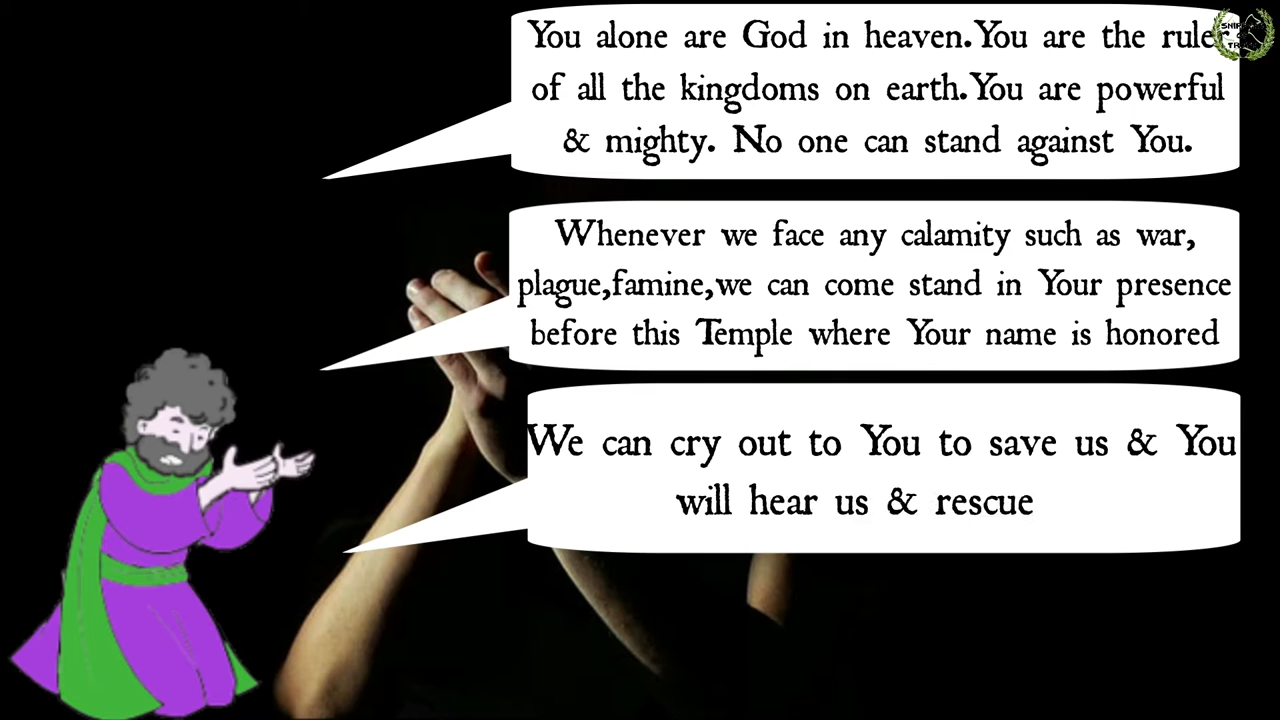 You alone are God in heaven.You are the rule
of all the kingdoms on earth.You are powerful
& mighty. No one can stand against You.
Whenever we face any calamity such as war,
plague,famine,we can come stand in Your presence
before this Temple where Your name is honored
We can cry out to You to save us & You
will hear us & rescue